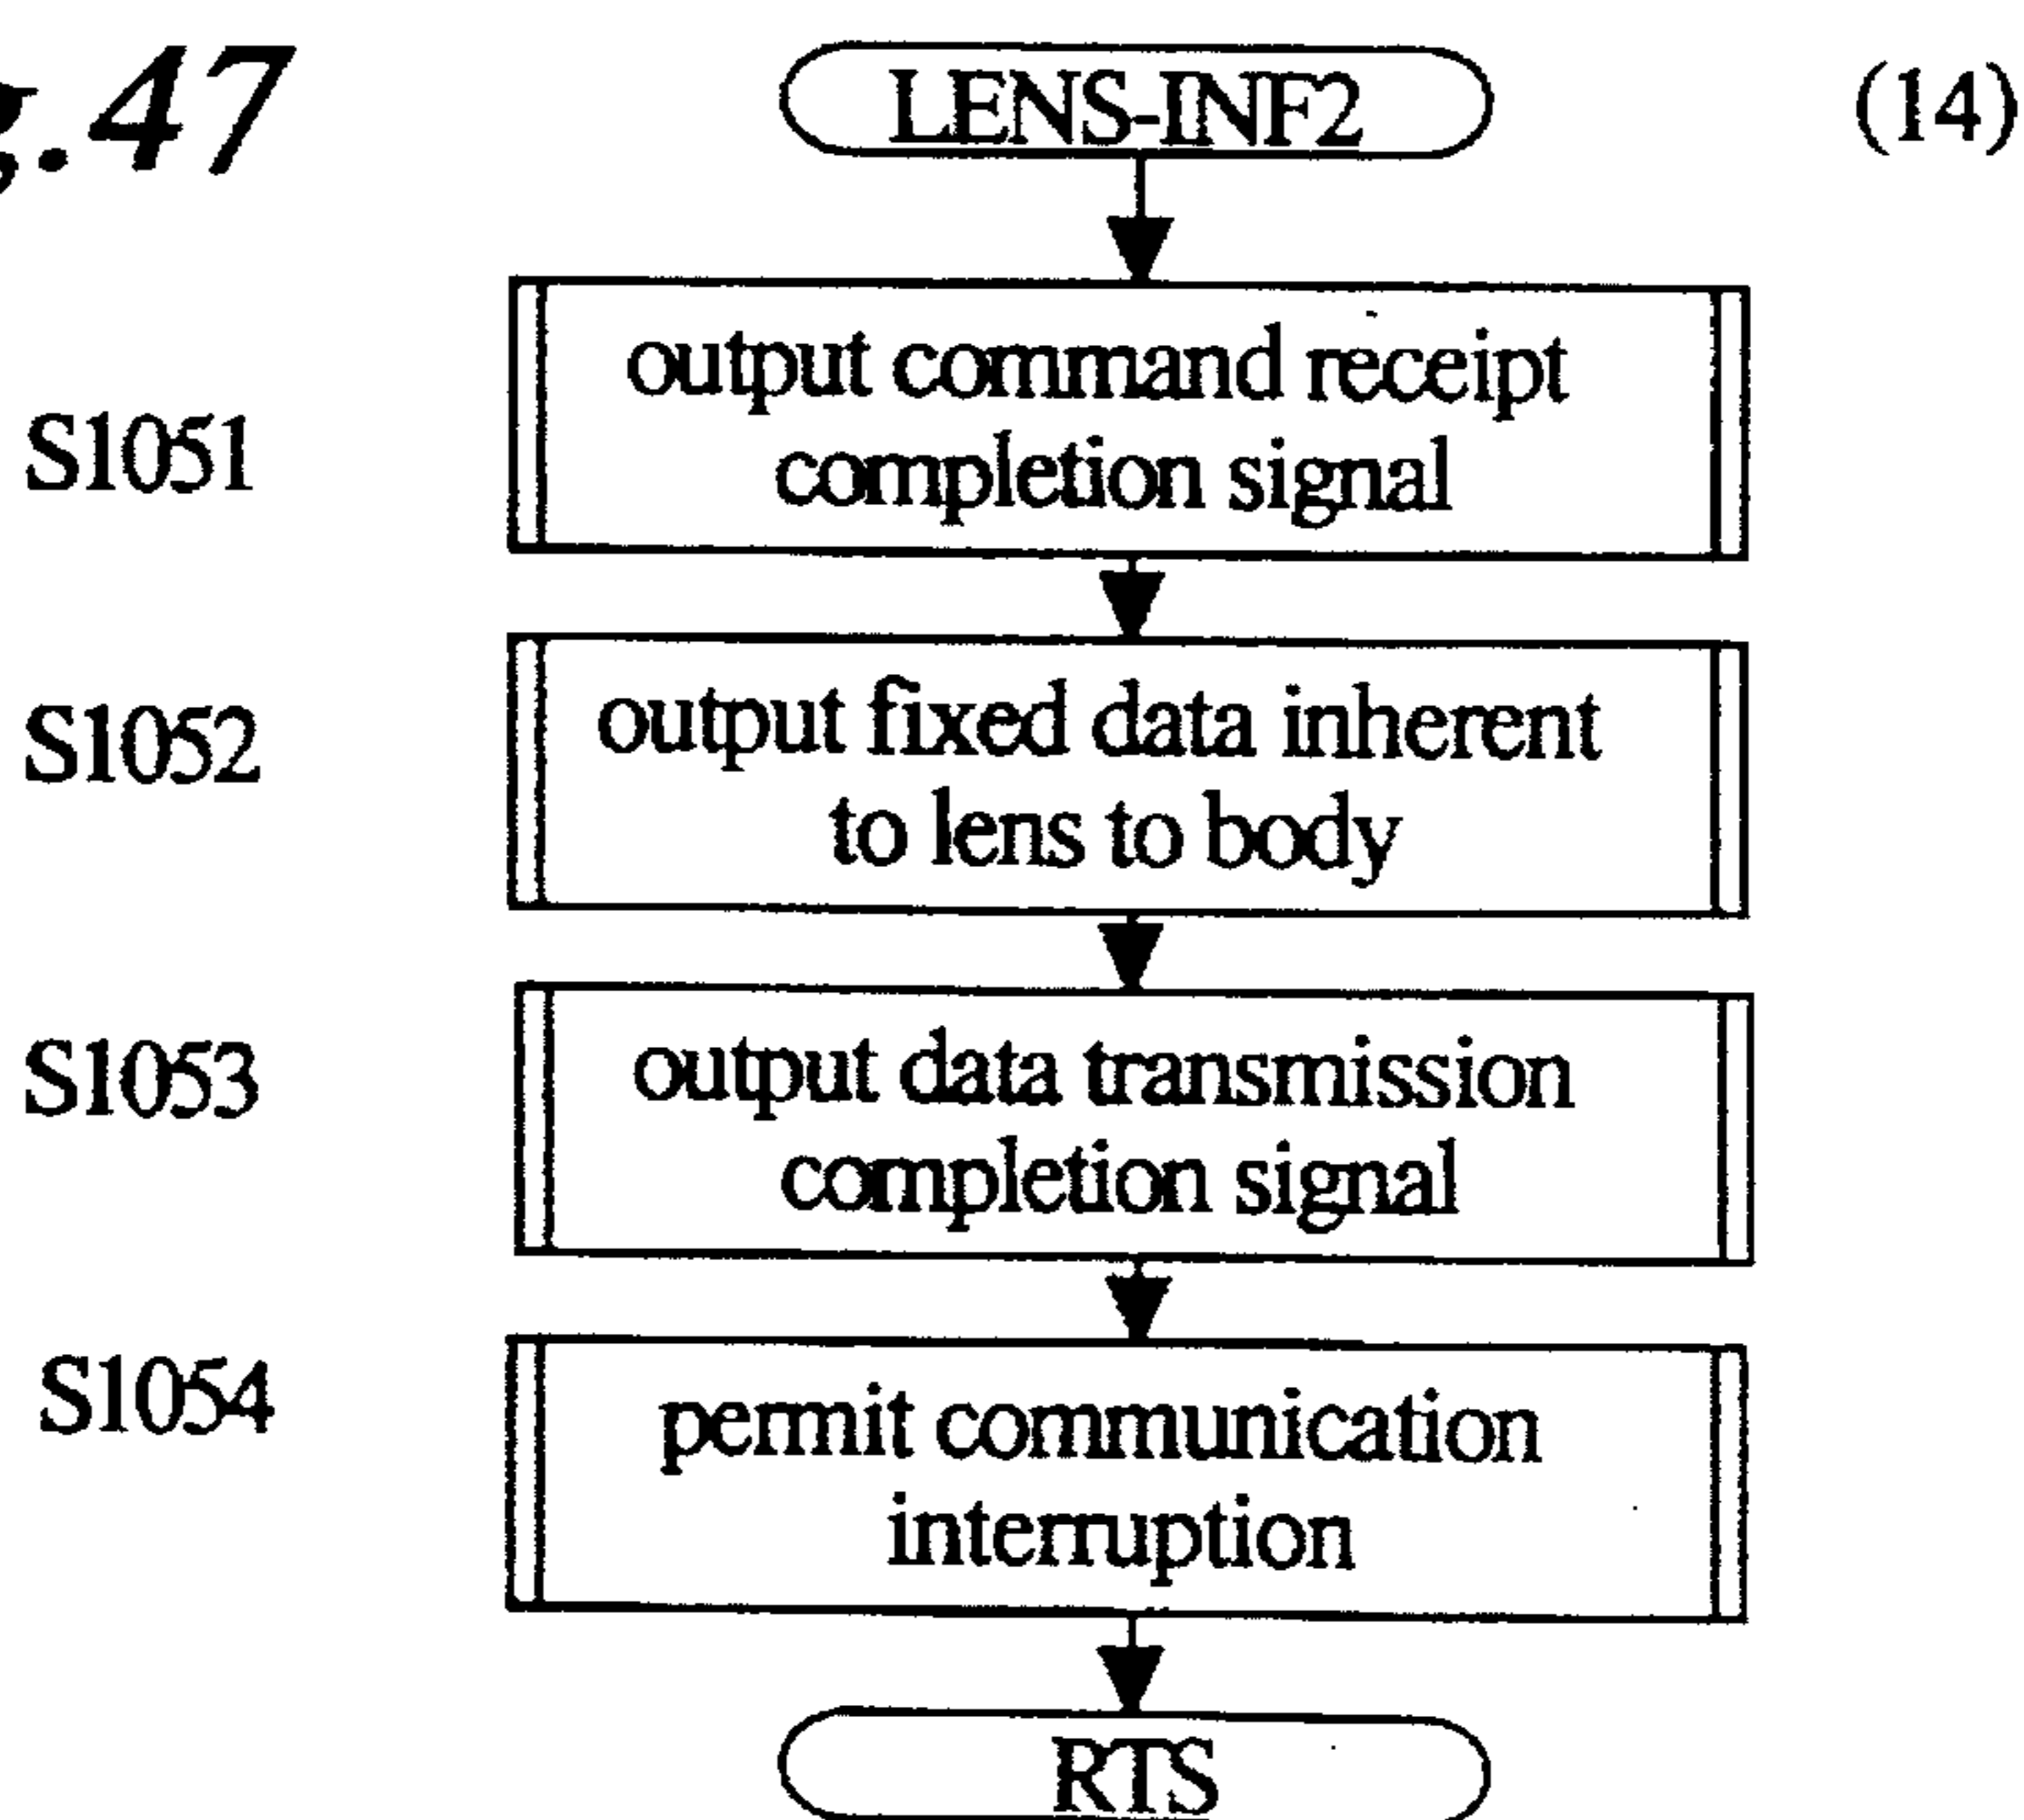 .47
LENS-INF2
(14)
S1051
output command receipt
completion signal
S1052
output fixed data inherent
to lens to body
S1053
output data transmission
completion signal
S1054
permit communication
interruption
RTS